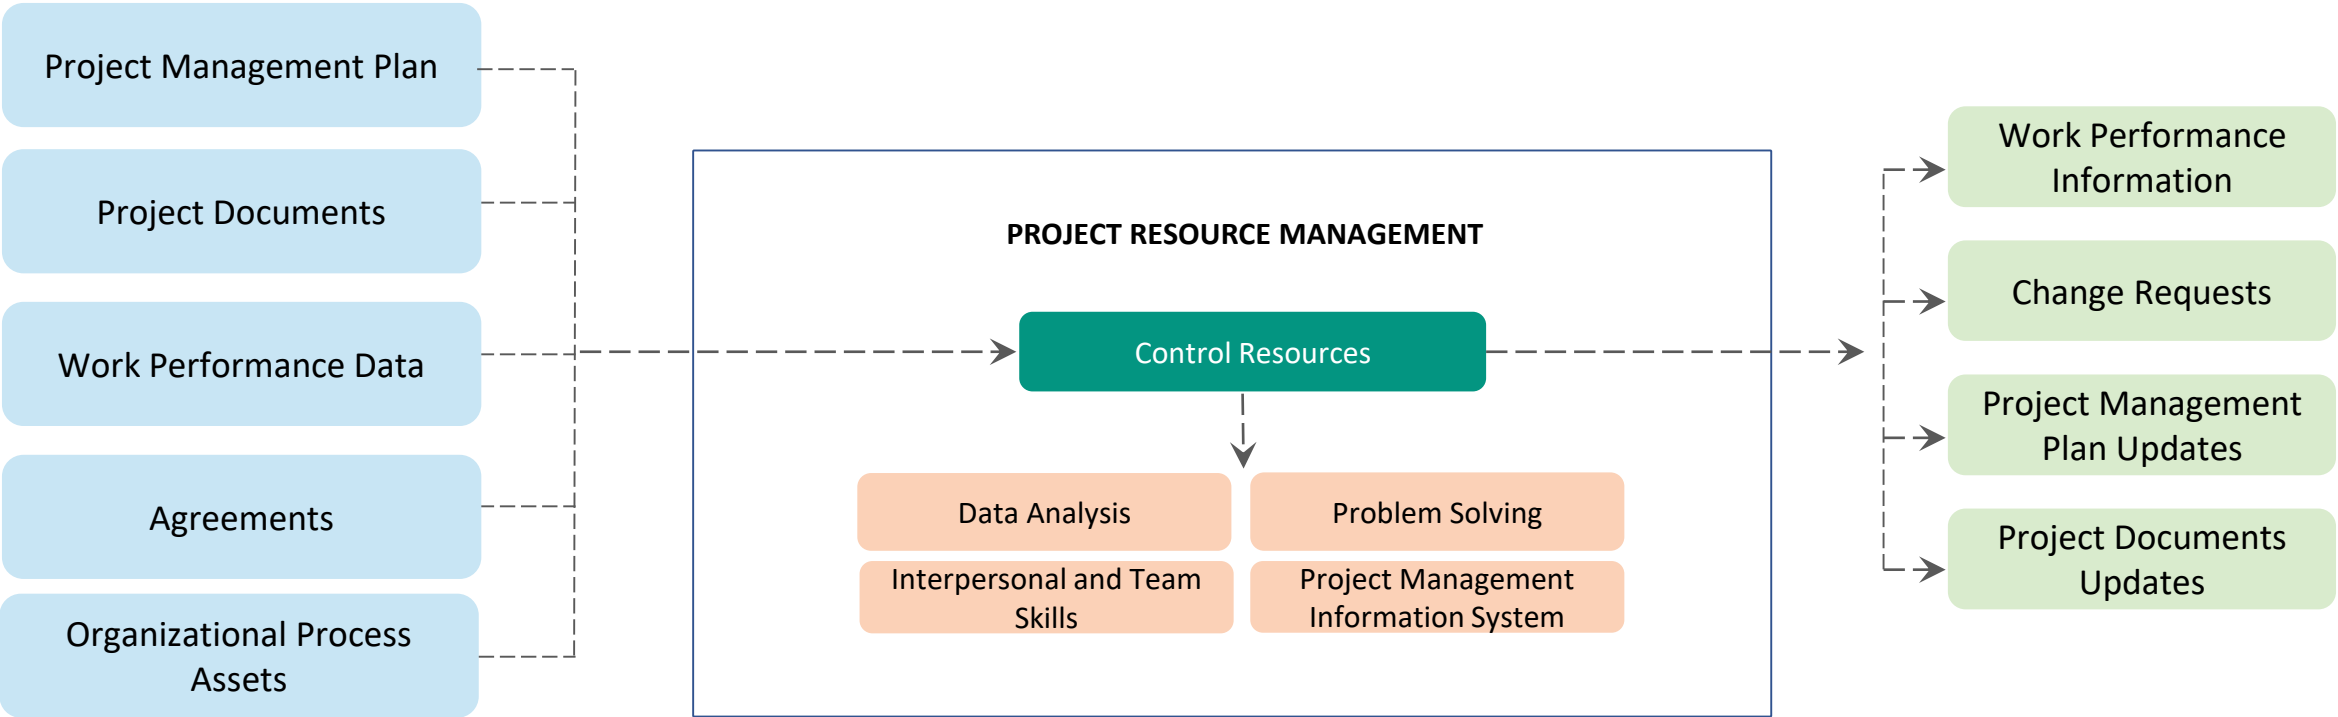 Project Management Plan
Project Documents
Work Performance Data
Agreements
Organizational Process
Assets
PROJECT RESOURCE MANAGEMENT
Control Resources
Data Analysis
Problem Solving
Interpersonal and Team
Skills
Project Management
Information System
Work Performance
Information
Change Requests
Project Management
Plan Updates
Project Documents
Updates